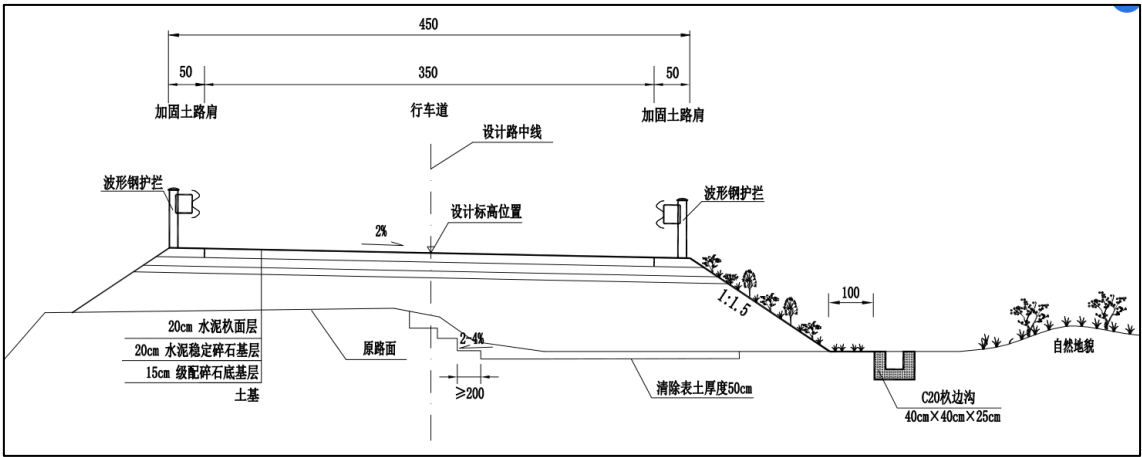 450
50
350
50
加固土路肩
行车道
加固土路肩
设计路中线
波形钢护栏
波形钢护栏
设计标高位置
2%
1:1.5
100
20cm 水泥杦面层
20cm 水泥稳定碎石基层
15cm 级配碎石底基层
土基
原路面
2-4%
≥200
清除表土厚度50cm
自然地貌
C20杦边沟
40cm×40cm×25cm